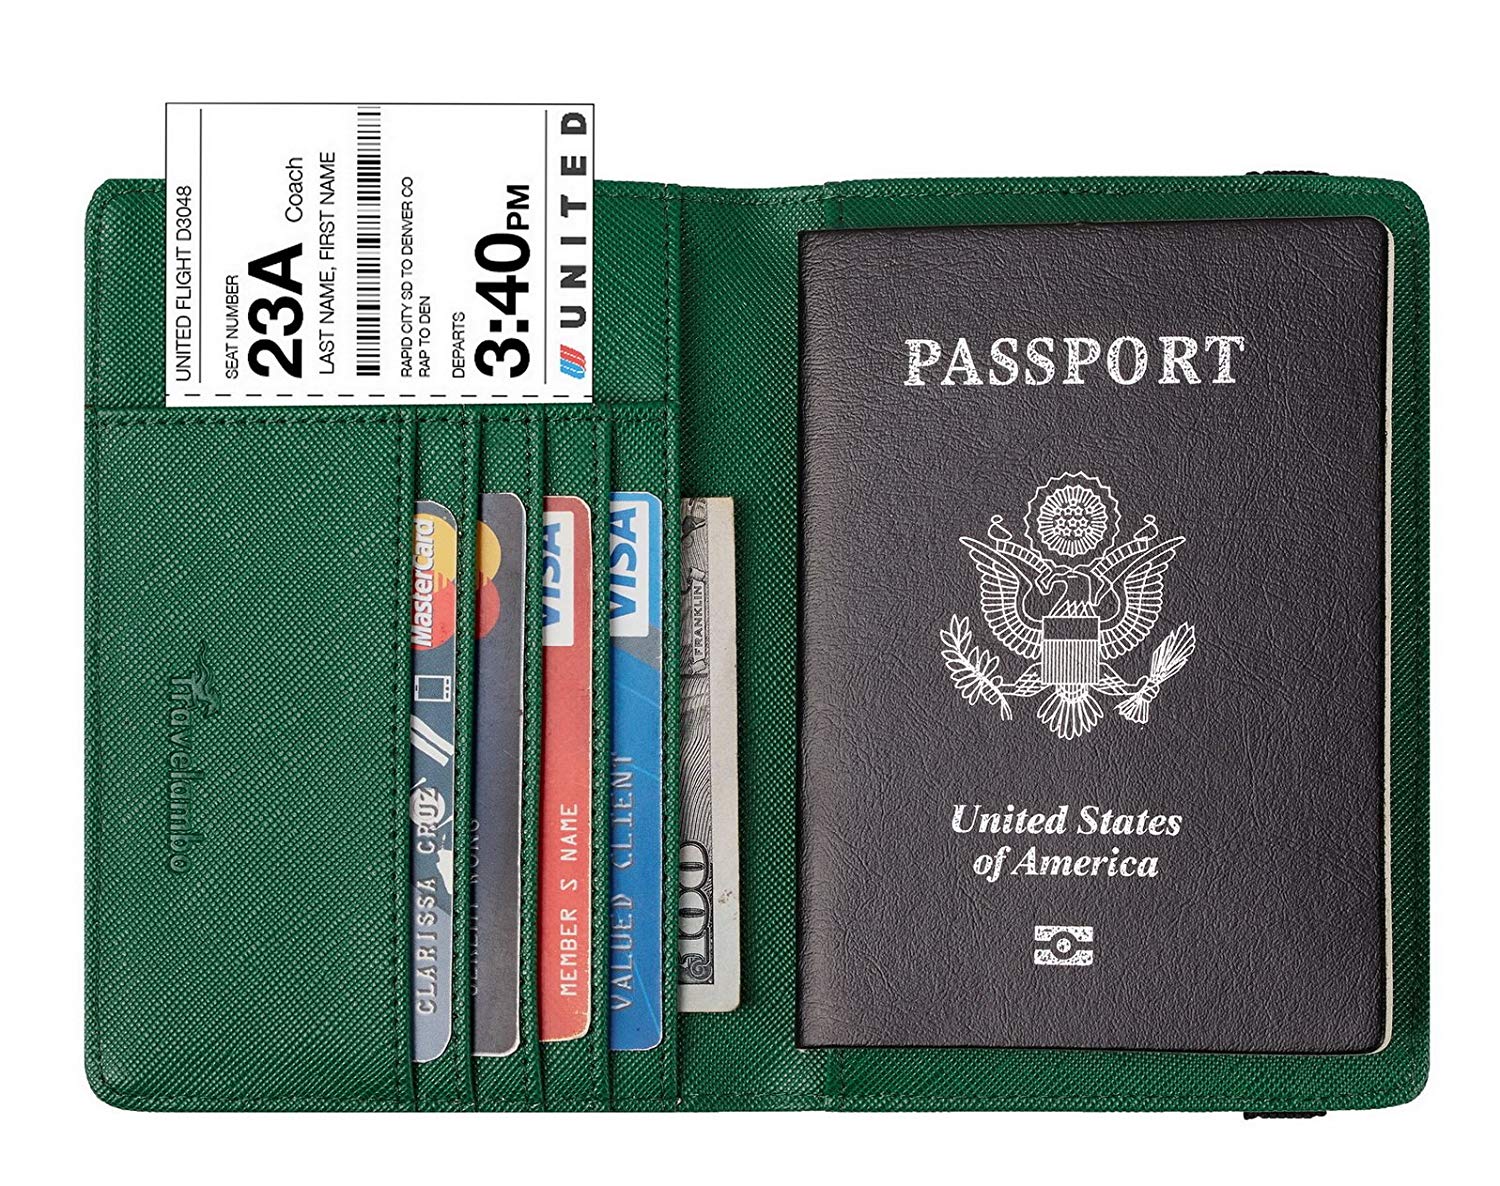 UNITED FLIGHT D3048
SEAT NUMBER
23A Coach
LAST NAME, FIRST NAME
RAPID CITY SD TO DENVER CO
RAP TO DEN
DEPARTS
3:40PM
UNITED
Travelambo
MasterCard
CLARISSA CRUZ
VISA
MEMBER S NAME
VISA
VALUED CLIENT
FRANKLIN
100
PASSPORT
United States
of America